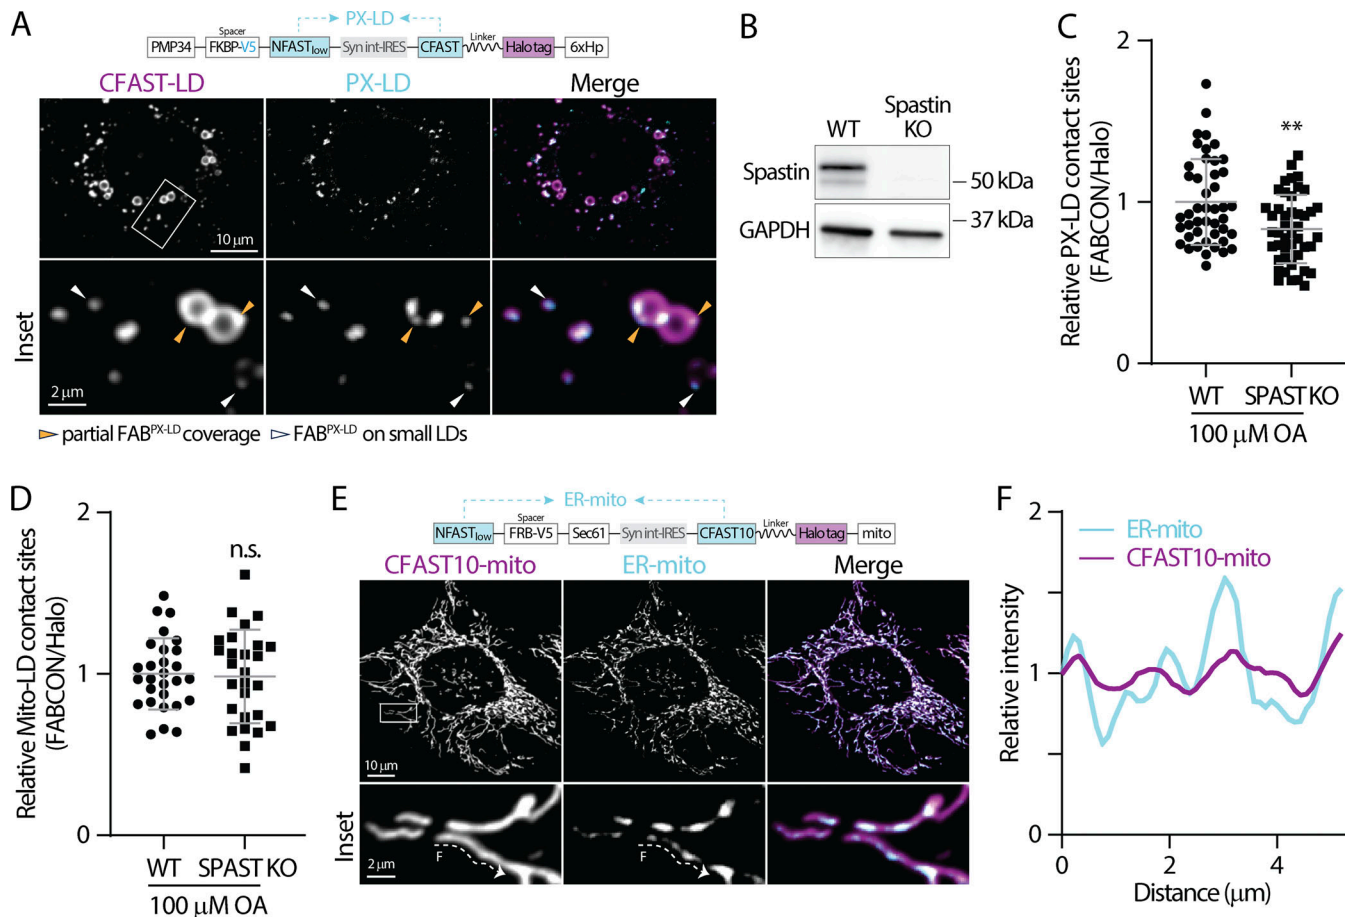 A
PX-LD
Spacer
PMP34 FKBP-V5 NFASTlow Syn int-IRES CFAST Linker Halo tag 6xHp
CFAST-LD PX-LD Merge
10 μm
Inset
2 μm
partial FABPX-LD coverage FABPX-LD on small LDs
B
WT Spastin KO
Spastin
50 kDa
37 kDa
GAPDH
C
Relative PX-LD contact sites
(FABCON/Halo)
2
1
0
**
WT SPAST KO
100 μM OA
D
Relative Mito-LD contact sites
(FABCON/Halo)
2
1
0
n.s.
WT SPAST KO
100 μM OA
E
ER-mito
Spacer
NFASTlow FRB-V5 Sec61 Syn int-IRES CFAST10 Linker Halo tag mito
CFAST10-mito ER-mito Merge
10 μm
Inset
F F
2 μm
F
Relative intensity
2
1
0
ER-mito
CFAST10-mito
0 2 4
Distance (μm)